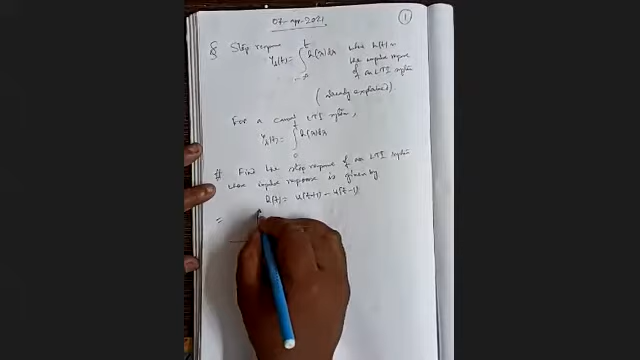 07-apr-2021
1
Step response
t
yₛ(t) = ∫ h(λ)dλ where h(t) is
-∞ the impulse response
of an LTI system
(already explained).
For a causal LTI system,
t
yₛ(t) = ∫ h(λ)dλ
0
# Find the step response of an LTI system
whose impulse response is given by
h(t) = u(t+1) - u(t-1)
=